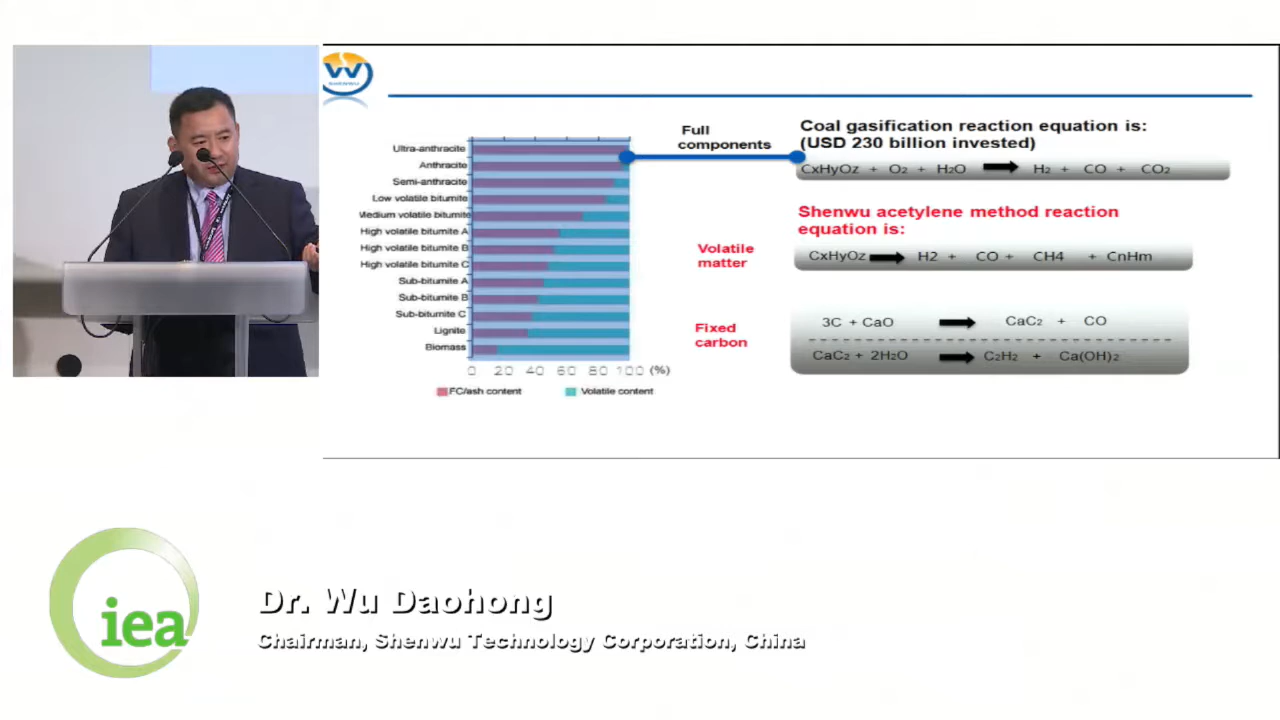 SHENWU
Full
components
Coal gasification reaction equation is:
(USD 230 billion invested)
CxHyOz + O2 + H2O H2 + CO + CO2
Ultra-anthracite
Anthracite
Semi-anthracite
Low volatile bitumite
Medium volatile bitumite
High volatile bitumite A
High volatile bitumite B
High volatile bitumite C
Sub-bitumite A
Sub-bitumite B
Sub-bitumite C
Lignite
Biomass
0 20 40 60 80 100 (%)
FC/ash content Volatile content
Shenwu acetylene method reaction
equation is:
Volatile
matter
CxHyOz H2 + CO + CH4 + CnHm
Fixed
carbon
3C + CaO CaC2 + CO
CaC2 + 2H2O C2H2 + Ca(OH)2
iea
Dr. Wu Daohong
Chairman, Shenwu Technology Corporation, China